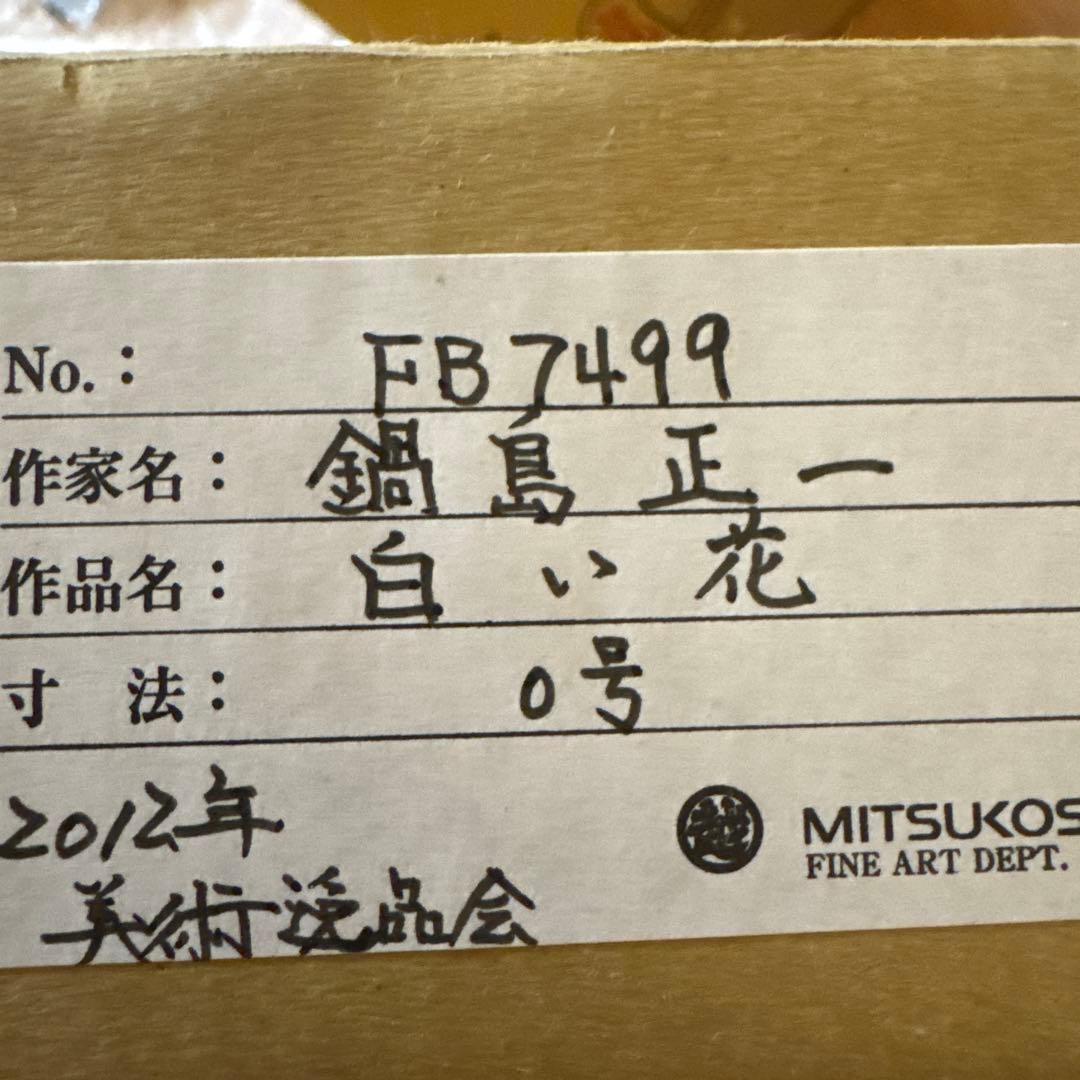 No.: FB7499
作家名: 鍋島正一
作品名: 白い花
寸 法: 0号
2012年
美術逸品会
MITSUKOS
FINE ART DEPT.